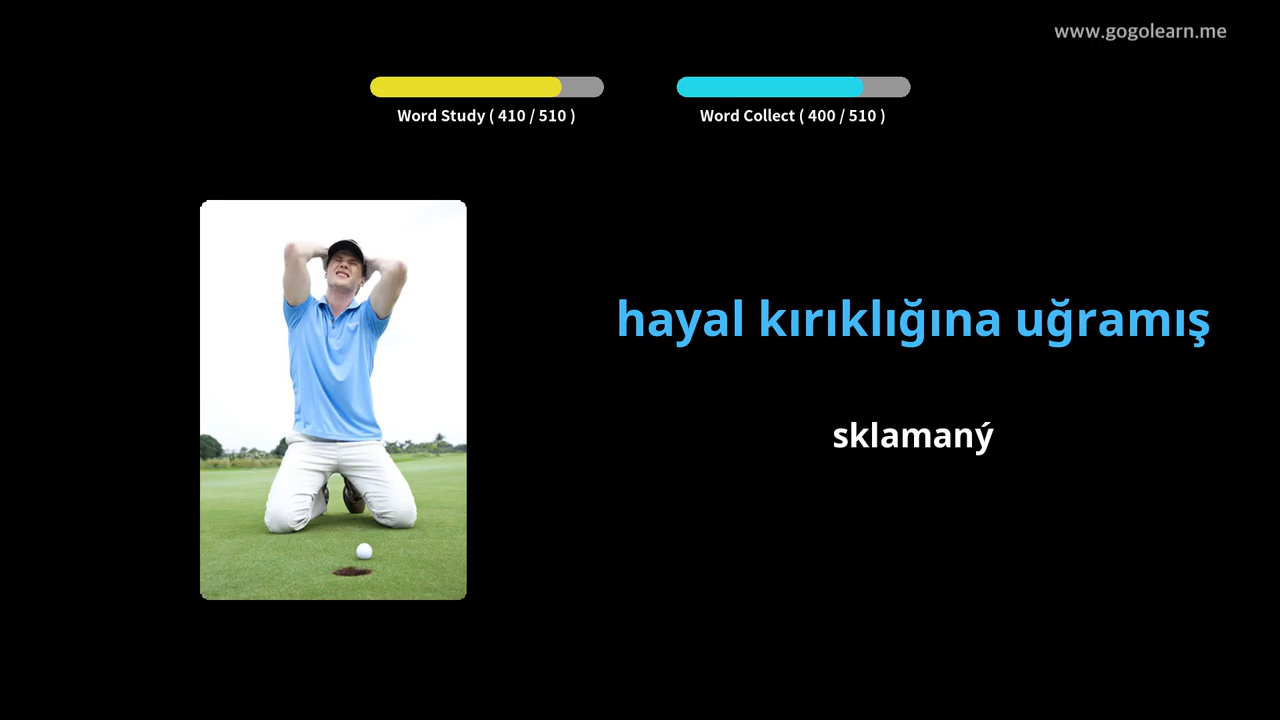 www.gogolearn.me
Word Study ( 410 / 510 )
Word Collect ( 400 / 510 )
hayal kırıklığına uğramış
sklamaný